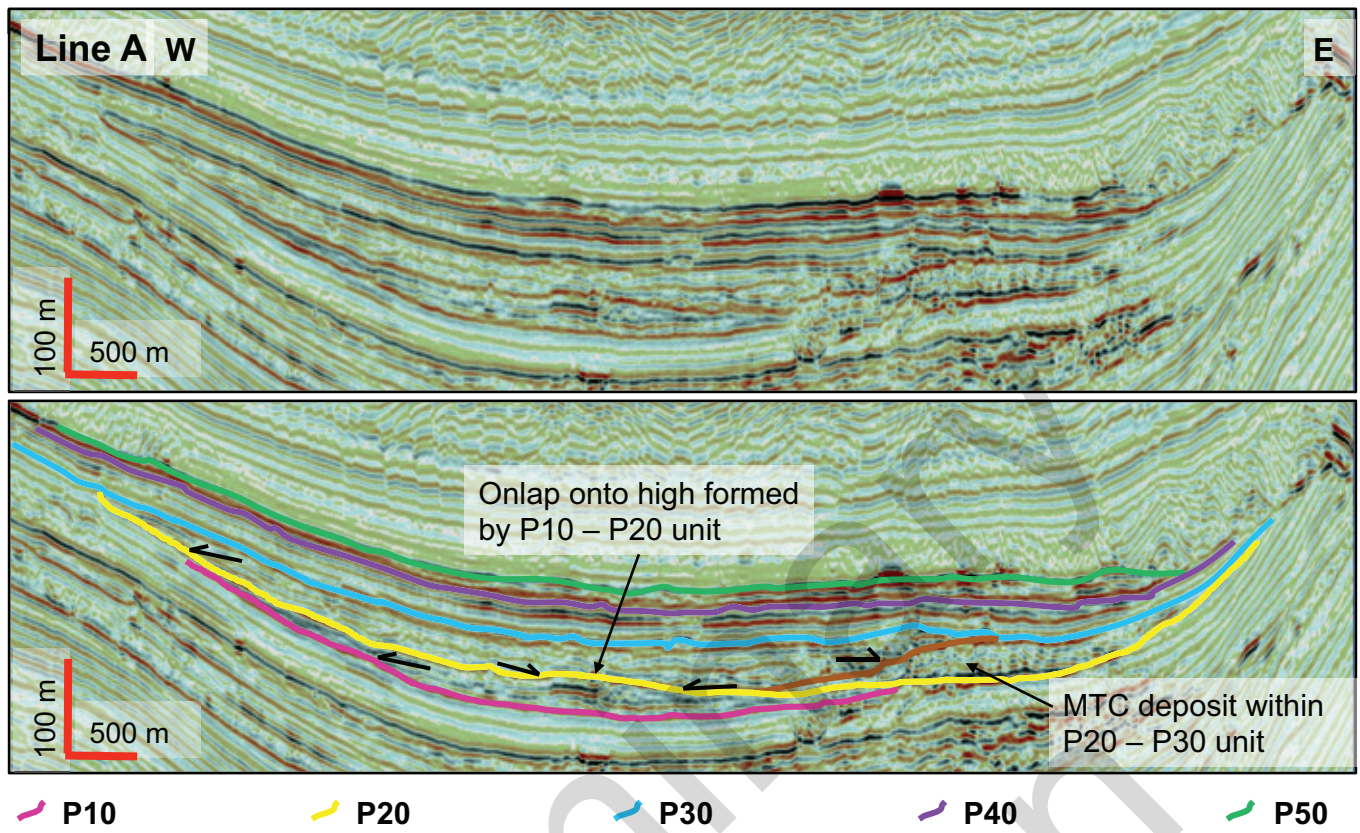 Line A W
E
100 m
500 m
Onlap onto high formed
by P10 – P20 unit
MTC deposit within
P20 – P30 unit
100 m
500 m
P10
P20
P30
P40
P50